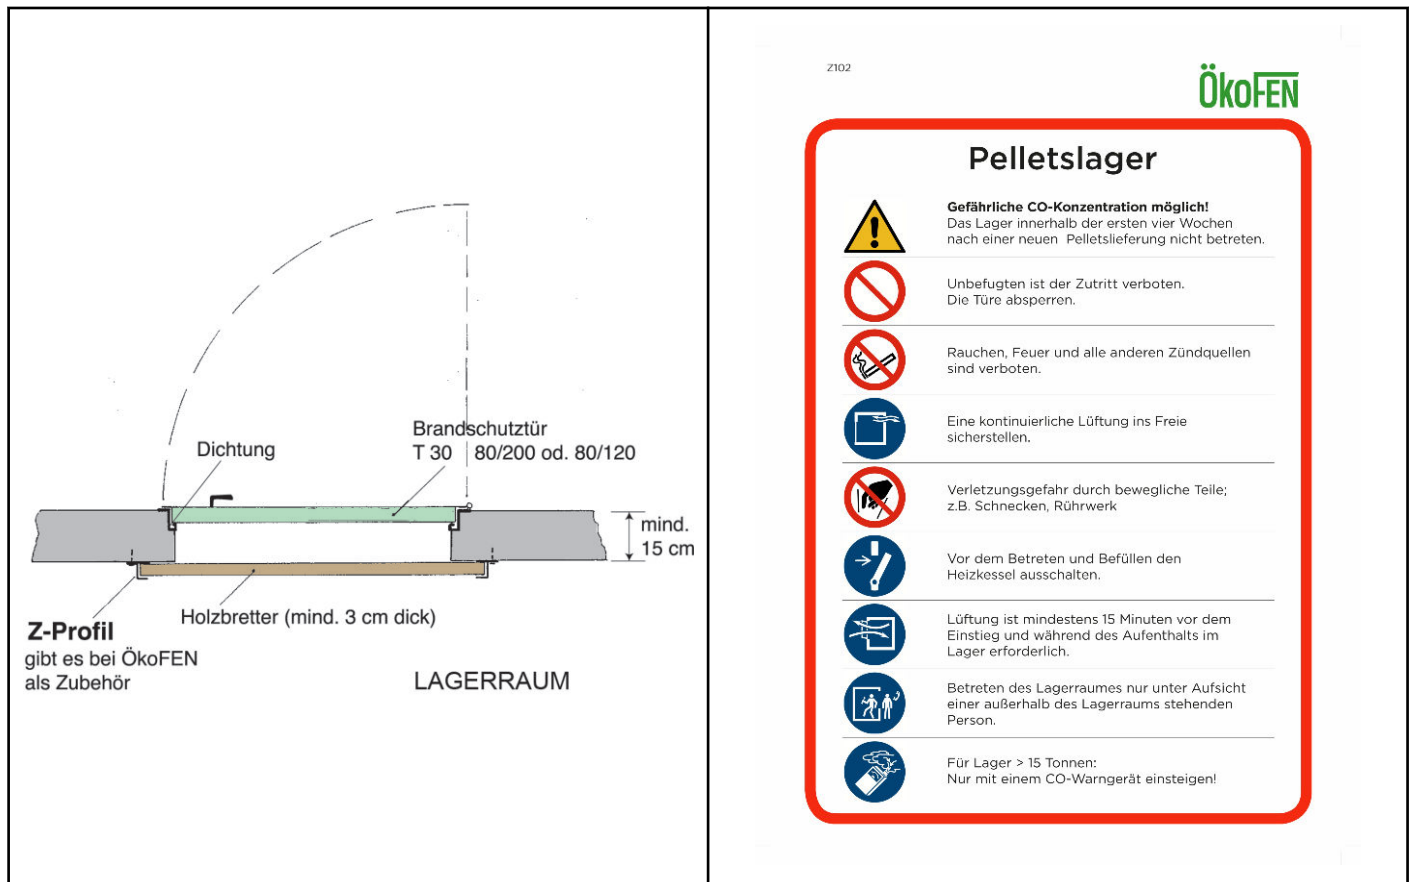 Dichtung
Brandschutztür
T 30 80/200 od. 80/120
mind.
15 cm
Holzbretter (mind. 3 cm dick)
Z-Profil
gibt es bei ÖkoFEN
als Zubehör
LAGERRAUM
Z102
ÖkoFEN
Pelletslager
Gefährliche CO-Konzentration möglich!
Das Lager innerhalb der ersten vier Wochen
nach einer neuen Pelletslieferung nicht betreten.
Unbefugten ist der Zutritt verboten.
Die Türe absperren.
Rauchen, Feuer und alle anderen Zündquellen
sind verboten.
Eine kontinuierliche Lüftung ins Freie
sicherstellen.
Verletzungsgefahr durch bewegliche Teile;
z.B. Schnecken, Rührwerk
Vor dem Betreten und Befüllen den
Heizkessel ausschalten.
Lüftung ist mindestens 15 Minuten vor dem
Einstieg und während des Aufenthalts im
Lager erforderlich.
Betreten des Lagerraumes nur unter Aufsicht
einer außerhalb des Lagerraums stehenden
Person.
Für Lager > 15 Tonnen:
Nur mit einem CO-Warngerät einsteigen!